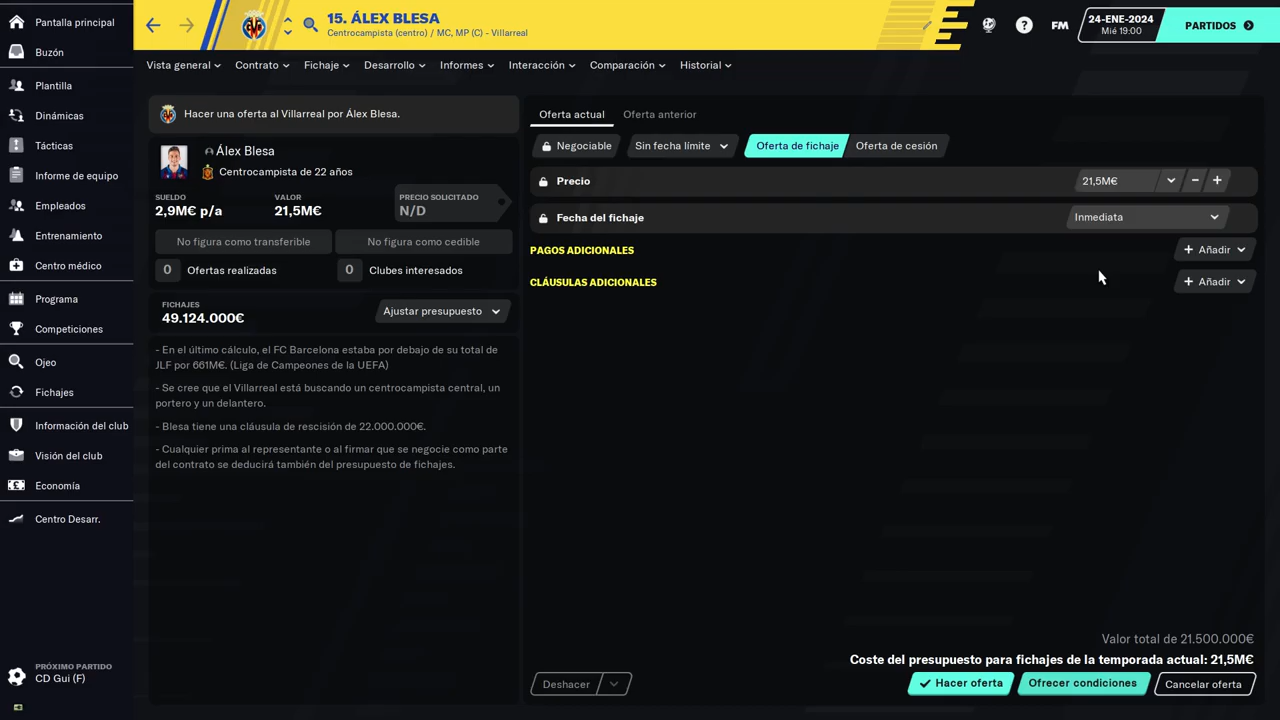 Pantalla principal
Buzón
Plantilla
Dinámicas
Tácticas
Informe de equipo
Empleados
Entrenamiento
Centro médico
Programa
Competiciones
Ojeo
Fichajes
Información del club
Visión del club
Economía
Centro Desarr.
PRÓXIMO PARTIDO
CD Gui (F)
15. ÁLEX BLESA
Centrocampista (centro) / MC, MP (C) - Villarreal
FM
24-ENE-2024
Mié 19:00
PARTIDOS
Vista general
Contrato
Fichaje
Desarrollo
Informes
Interacción
Comparación
Historial
Hacer una oferta al Villarreal por Álex Blesa.
Álex Blesa
Centrocampista de 22 años
SUELDO
2,9M€ p/a
VALOR
21,5M€
PRECIO SOLICITADO
N/D
No figura como transferible
No figura como cedible
0 Ofertas realizadas
0 Clubes interesados
FICHAJES
49.124.000€
Ajustar presupuesto
- En el último cálculo, el FC Barcelona estaba por debajo de su total de
JLF por 661M€. (Liga de Campeones de la UEFA)
- Se cree que el Villarreal está buscando un centrocampista central, un
portero y un delantero.
- Blesa tiene una cláusula de rescisión de 22.000.000€.
- Cualquier prima al representante o al firmar que se negocie como parte
del contrato se deducirá también del presupuesto de fichajes.
Oferta actual
Oferta anterior
Negociable
Sin fecha límite
Oferta de fichaje
Oferta de cesión
Precio
21,5M€
Fecha del fichaje
Inmediata
PAGOS ADICIONALES
+ Añadir
CLÁUSULAS ADICIONALES
+ Añadir
Valor total de 21.500.000€
Coste del presupuesto para fichajes de la temporada actual: 21,5M€
Deshacer
Hacer oferta
Ofrecer condiciones
Cancelar oferta